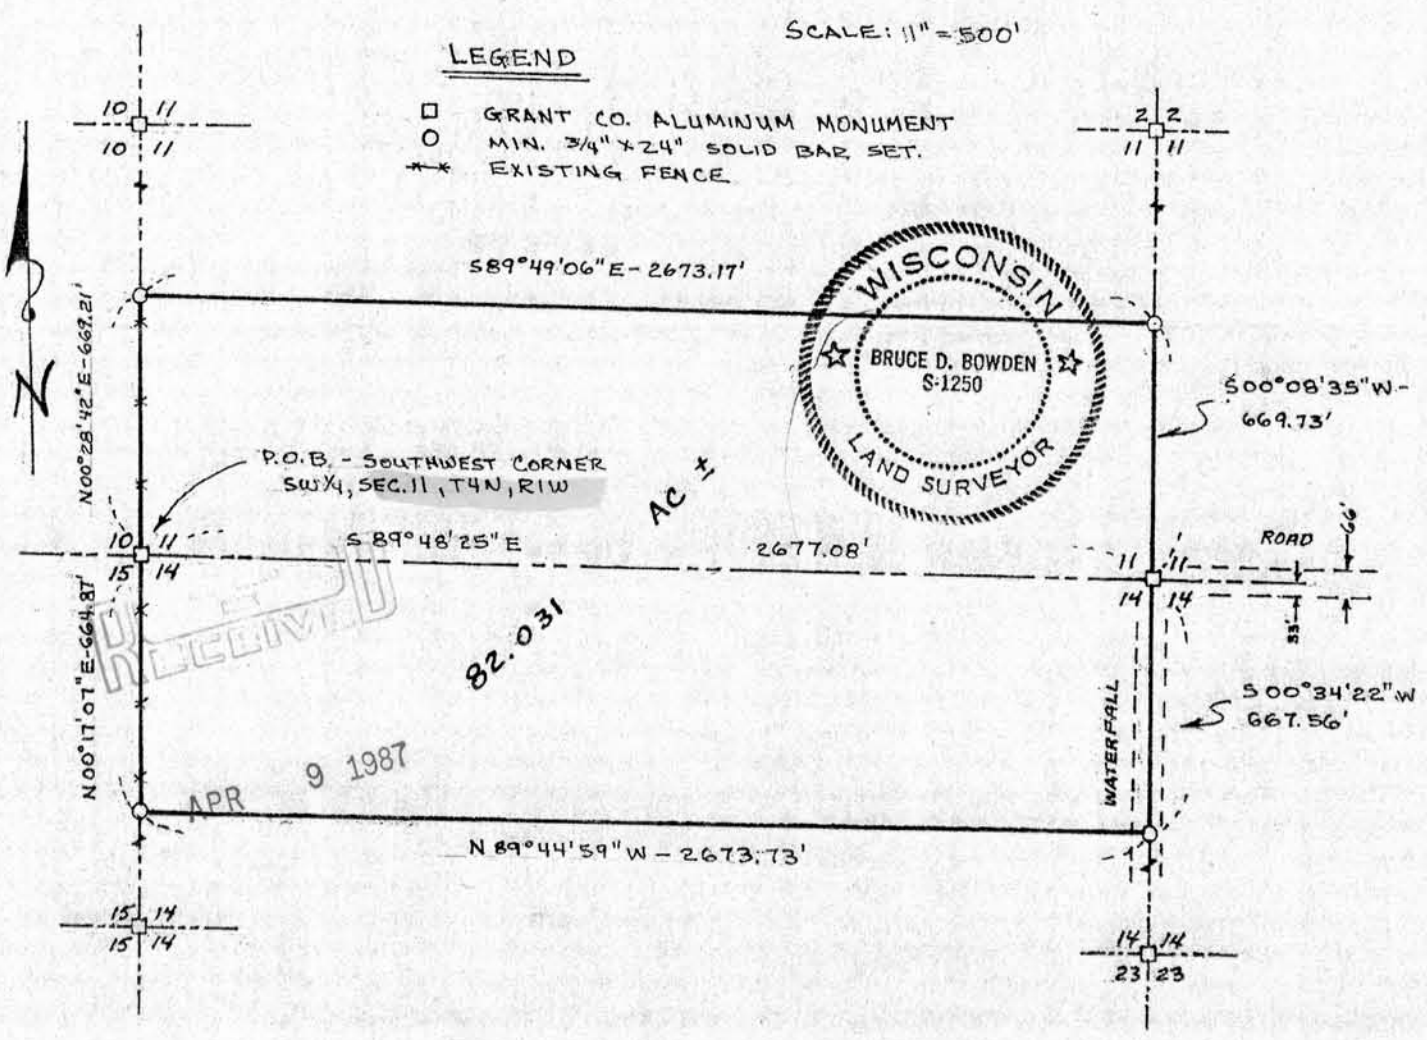 SCALE: 1" = 500'
LEGEND
GRANT CO. ALUMINUM MONUMENT
MIN. 3/4" X 24" SOLID BAR SET.
EXISTING FENCE
10 11
10 11
2 2
11 11
N
S89°49'06"E - 2673.17'
WISCONSIN
BRUCE D. BOWDEN
S-1250
LAND SURVEYOR
N00°28'42"E - 669.21'
S00°08'35"W -
669.73'
P.O.B. - SOUTHWEST CORNER
SW¼, SEC. 11, T4N, R1W
82.031 AC ±
10 11
15 14
S 89°48'25" E
2677.08'
11 11
14 14
ROAD
66'
33'
RECEIVED
APR 9 1987
N00°17'07"E - 664.87'
WATERFALL
S 00°34'22" W
667.56'
N 89°44'59" W - 2673.73'
15 14
15 14
14 14
23 23